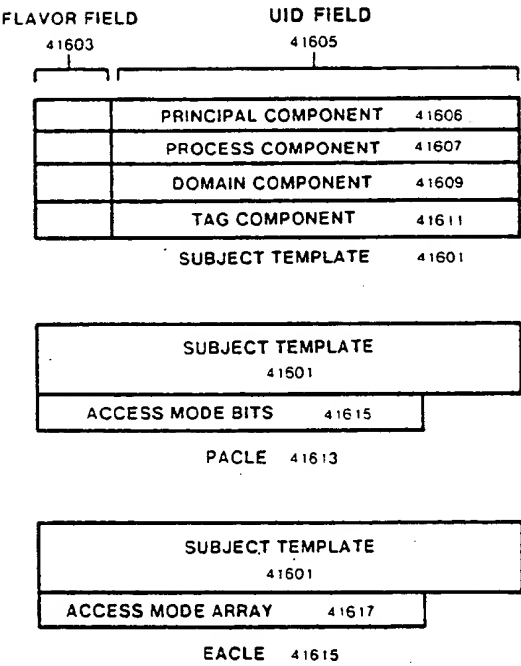 FLAVOR FIELD UID FIELD
41603 41605
PRINCIPAL COMPONENT 41606
PROCESS COMPONENT 41607
DOMAIN COMPONENT 41609
TAG COMPONENT 41611
SUBJECT TEMPLATE 41601
SUBJECT TEMPLATE
41601
ACCESS MODE BITS 41615
PACLE 41613
SUBJECT TEMPLATE
41601
ACCESS MODE ARRAY 41617
EACLE 41615